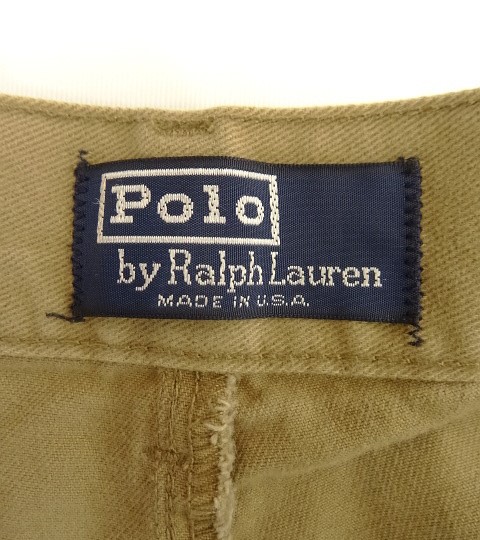 Polo
by Ralph Lauren
MADE IN U.S.A.